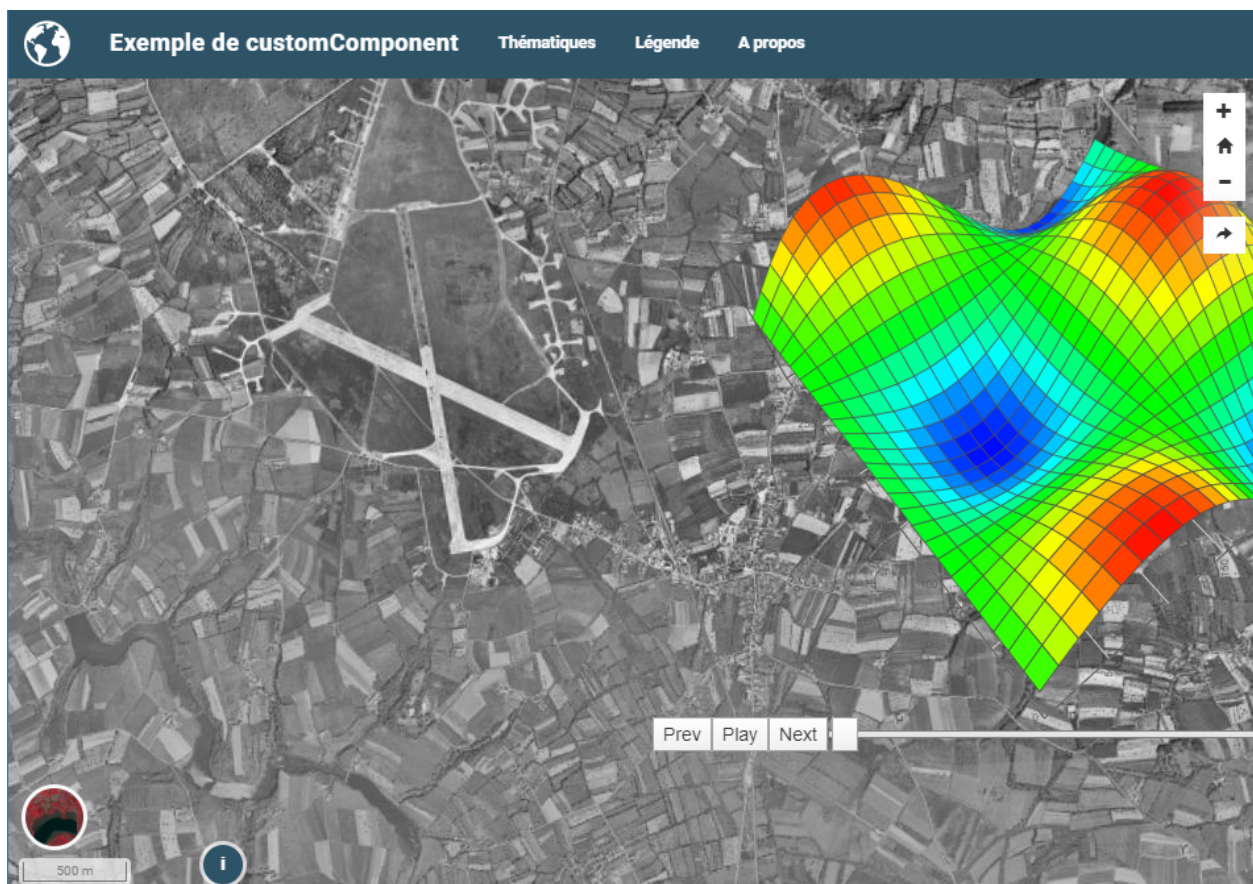 Exemple de customComponent Thématiques Légende A propos
+
−
Prev Play Next
500 m
i